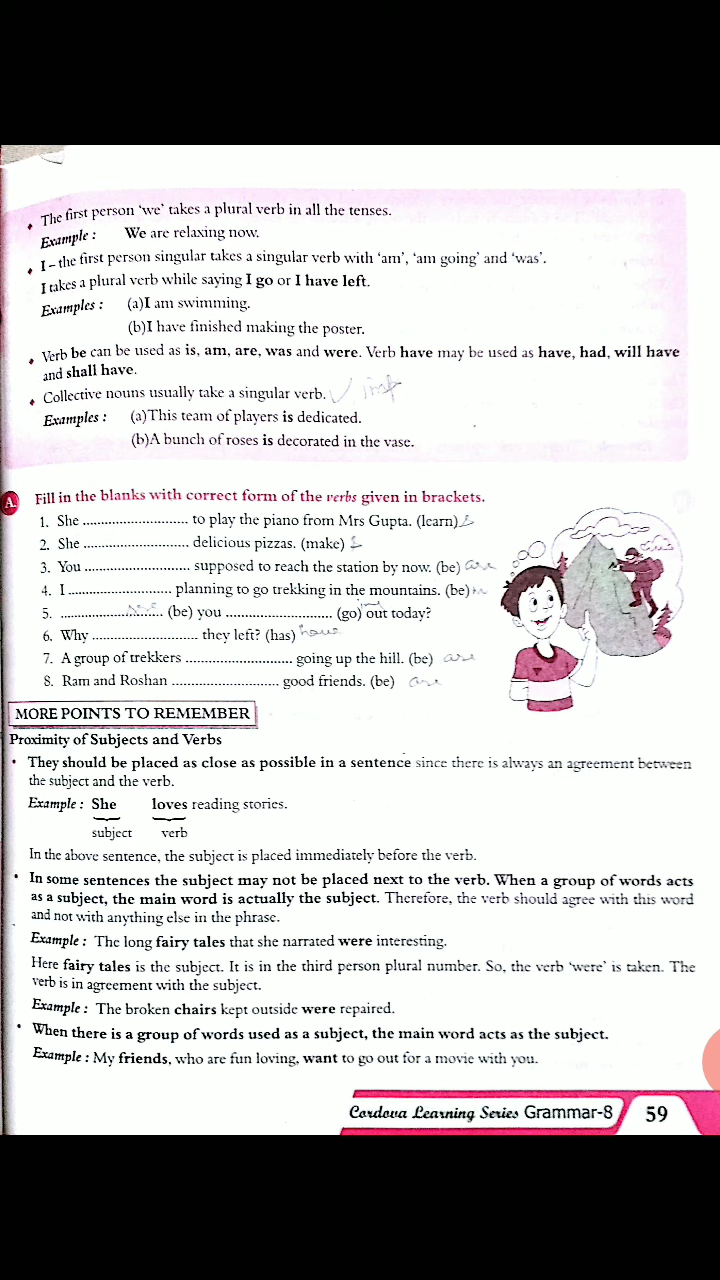 • The first person 'we' takes a plural verb in all the tenses.
Example : We are relaxing now.
• I – the first person singular takes a singular verb with 'am', 'am going' and 'was'.
I takes a plural verb while saying I go or I have left.
Examples : (a)I am swimming.
(b)I have finished making the poster.
• Verb be can be used as is, am, are, was and were. Verb have may be used as have, had, will have
and shall have.
• Collective nouns usually take a singular verb.
Examples : (a)This team of players is dedicated.
(b)A bunch of roses is decorated in the vase.
A. Fill in the blanks with correct form of the verbs given in brackets.
1. She ............................. to play the piano from Mrs Gupta. (learn)
2. She ............................. delicious pizzas. (make)
3. You ............................. supposed to reach the station by now. (be) are
4. I ............................. planning to go trekking in the mountains. (be)
5. ............................. (be) you ............................. (go) out today?
6. Why ............................. they left? (has) have
7. A group of trekkers ............................. going up the hill. (be) are
8. Ram and Roshan ............................. good friends. (be) are
MORE POINTS TO REMEMBER
Proximity of Subjects and Verbs
• They should be placed as close as possible in a sentence since there is always an agreement between
the subject and the verb.
Example : She loves reading stories.
subject verb
In the above sentence, the subject is placed immediately before the verb.
• In some sentences the subject may not be placed next to the verb. When a group of words acts
as a subject, the main word is actually the subject. Therefore, the verb should agree with this word
and not with anything else in the phrase.
Example : The long fairy tales that she narrated were interesting.
Here fairy tales is the subject. It is in the third person plural number. So, the verb 'were' is taken. The
verb is in agreement with the subject.
Example : The broken chairs kept outside were repaired.
• When there is a group of words used as a subject, the main word acts as the subject.
Example : My friends, who are fun loving, want to go out for a movie with you.
Cordova Learning Series Grammar-8 59